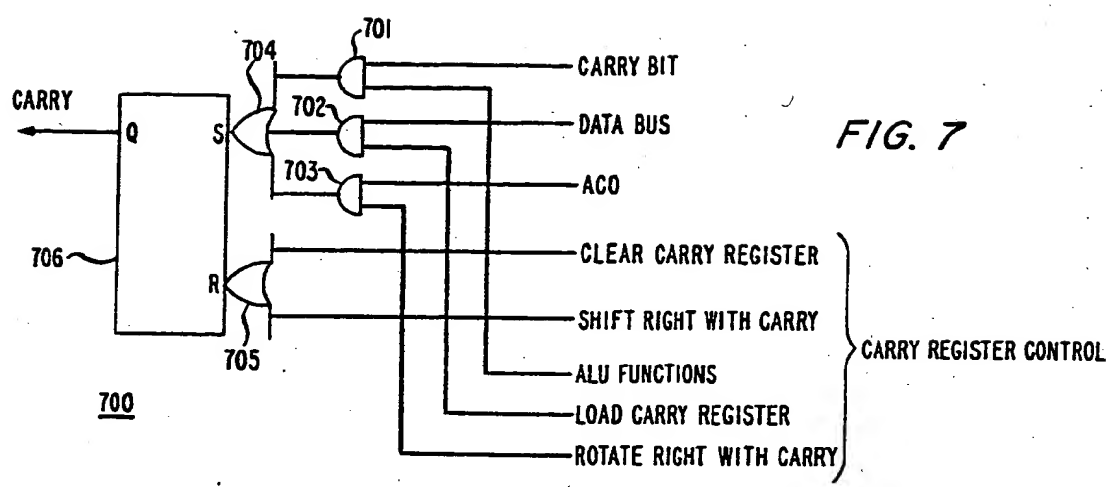 701
704
CARRY BIT
CARRY
702
Q
S
DATA BUS
FIG. 7
703
ACO
706
CLEAR CARRY REGISTER
R
SHIFT RIGHT WITH CARRY
705
CARRY REGISTER CONTROL
ALU FUNCTIONS
700
LOAD CARRY REGISTER
ROTATE RIGHT WITH CARRY